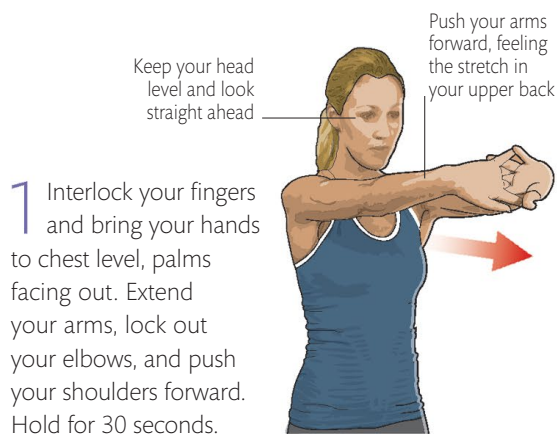 Keep your head
level and look
straight ahead
Push your arms
forward, feeling
the stretch in
your upper back
1 Interlock your fingers
and bring your hands
to chest level, palms
facing out. Extend
your arms, lock out
your elbows, and push
your shoulders forward.
Hold for 30 seconds.